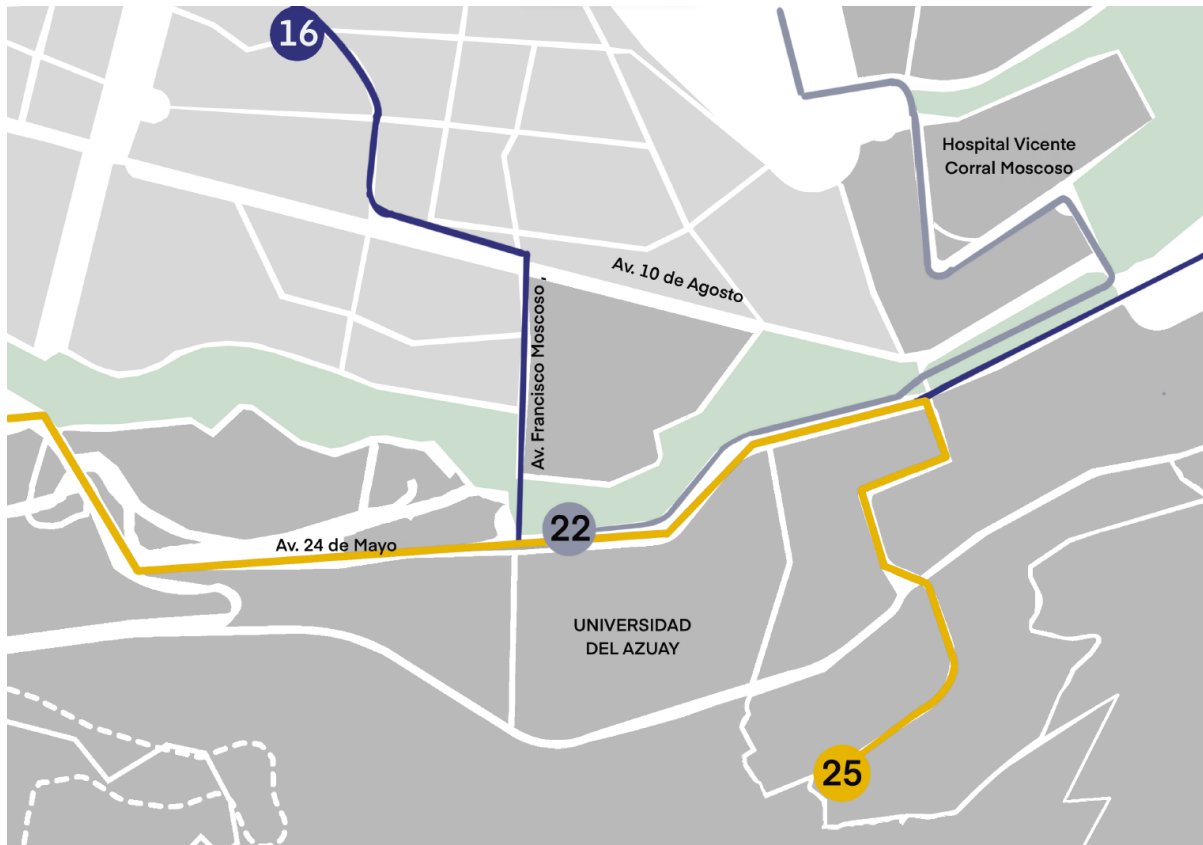 16
Hospital Vicente
Corral Moscoso
Av. 10 de Agosto
Av. Francisco Moscoso
22
Av. 24 de Mayo
UNIVERSIDAD
DEL AZUAY
25